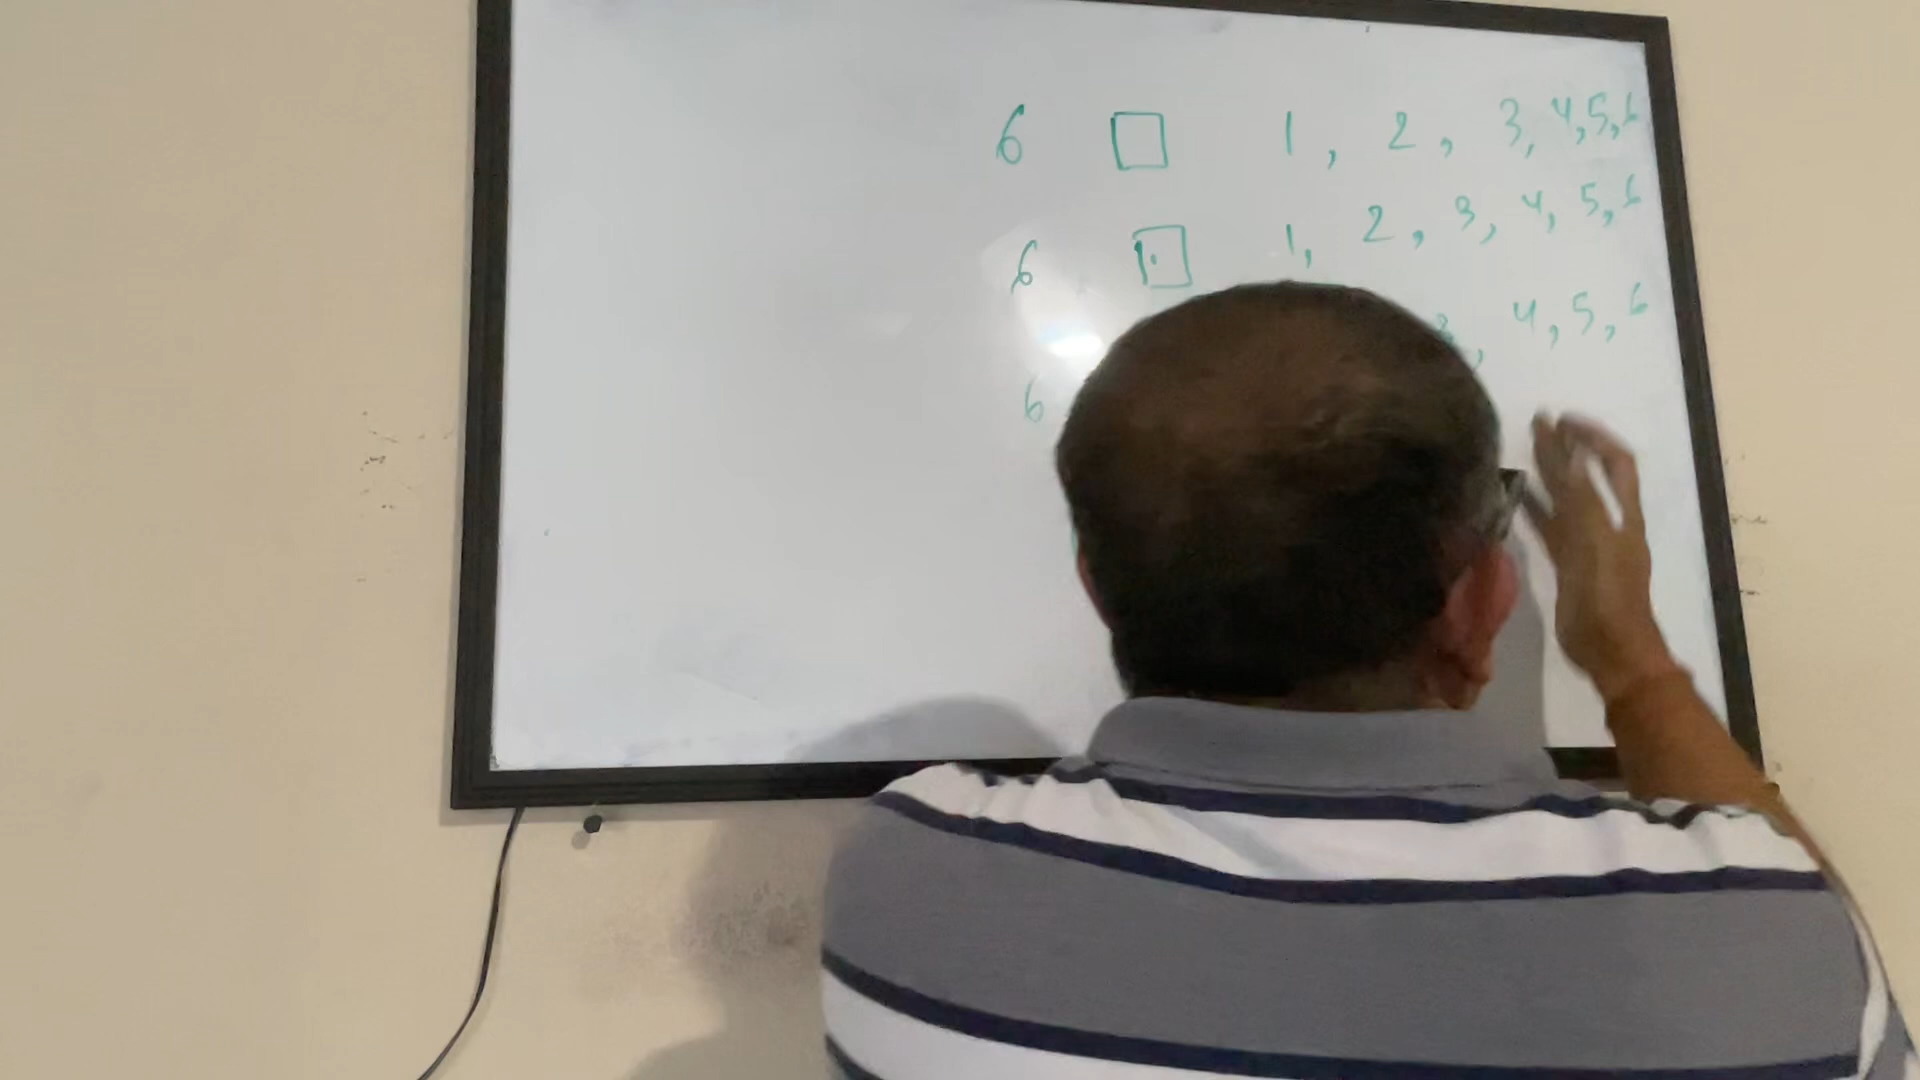 6 □ 1, 2, 3, 4, 5, 6
6 1, 2, 3, 4, 5, 6
6 3, 4, 5, 6